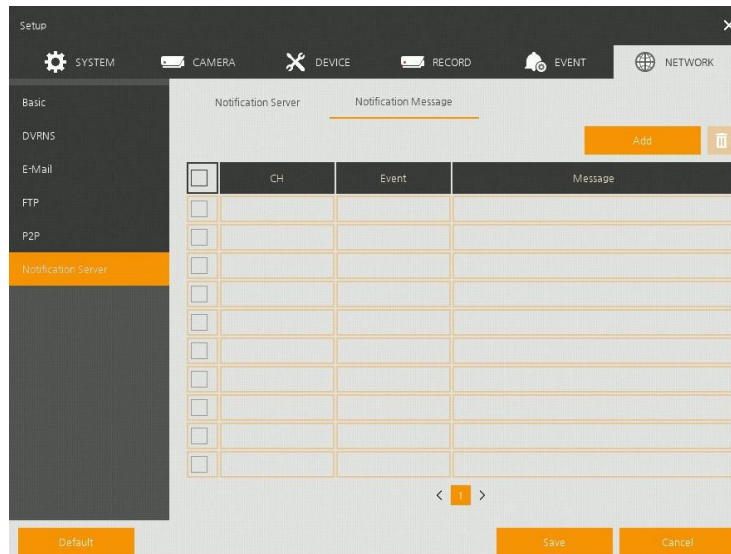 Setup
SYSTEM CAMERA DEVICE RECORD EVENT NETWORK
Basic
DVRNS
E-Mail
FTP
P2P
Notification Server
Notification Server Notification Message
Add
CH Event Message
1
Default Save Cancel